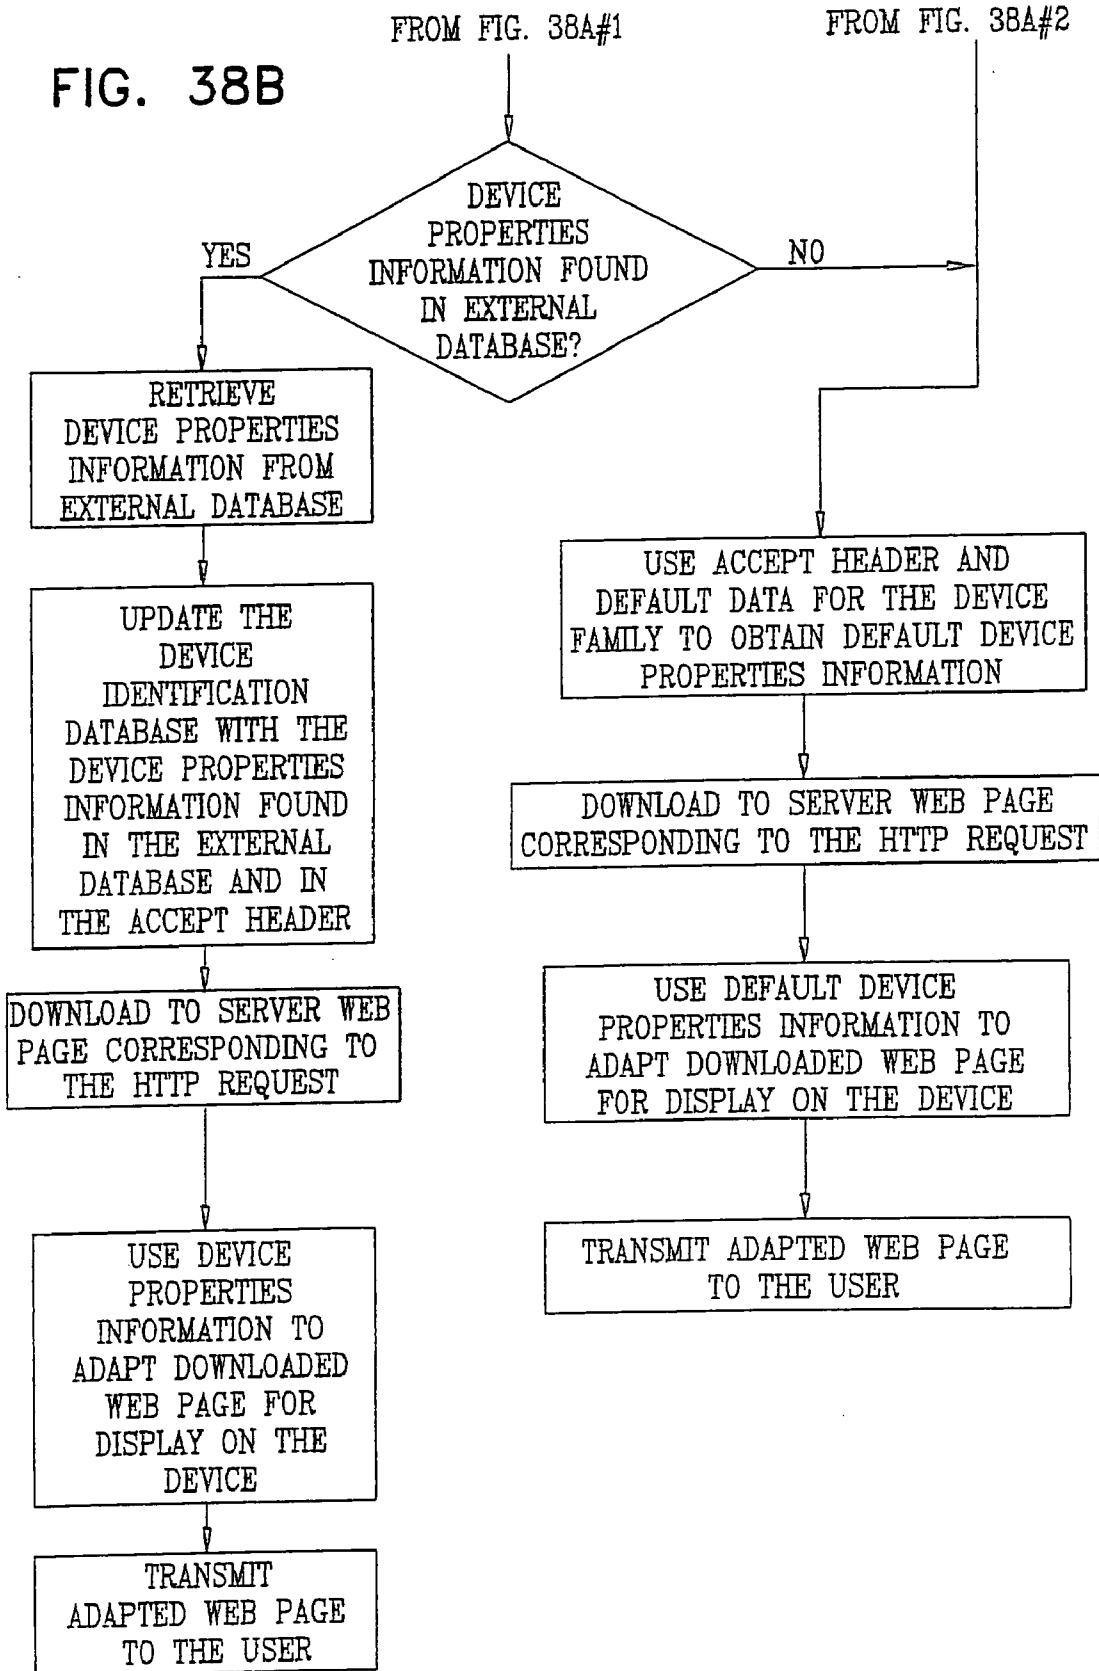 FROM FIG. 38A#1
FROM FIG. 38A#2
FIG. 38B
DEVICE
PROPERTIES
INFORMATION FOUND
IN EXTERNAL
DATABASE?
YES
NO
RETRIEVE
DEVICE PROPERTIES
INFORMATION FROM
EXTERNAL DATABASE
UPDATE THE
DEVICE
IDENTIFICATION
DATABASE WITH THE
DEVICE PROPERTIES
INFORMATION FOUND
IN THE EXTERNAL
DATABASE AND IN
THE ACCEPT HEADER
DOWNLOAD TO SERVER WEB
PAGE CORRESPONDING TO
THE HTTP REQUEST
USE DEVICE
PROPERTIES
INFORMATION TO
ADAPT DOWNLOADED
WEB PAGE FOR
DISPLAY ON THE
DEVICE
TRANSMIT
ADAPTED WEB PAGE
TO THE USER
USE ACCEPT HEADER AND
DEFAULT DATA FOR THE DEVICE
FAMILY TO OBTAIN DEFAULT DEVICE
PROPERTIES INFORMATION
DOWNLOAD TO SERVER WEB PAGE
CORRESPONDING TO THE HTTP REQUEST
USE DEFAULT DEVICE
PROPERTIES INFORMATION TO
ADAPT DOWNLOADED WEB PAGE
FOR DISPLAY ON THE DEVICE
TRANSMIT ADAPTED WEB PAGE
TO THE USER